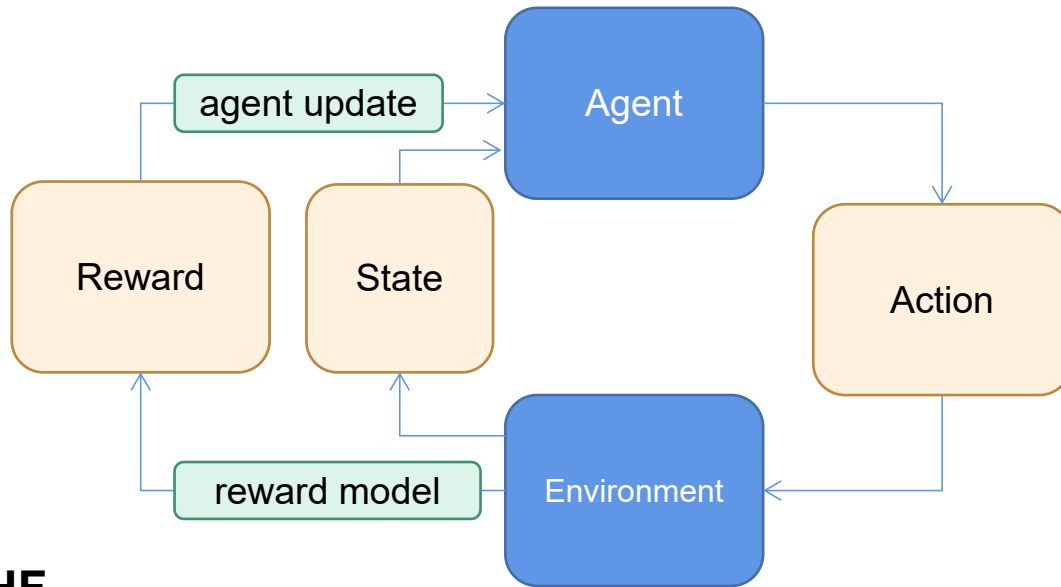 agent update
Agent
Reward
State
Action
reward model
Environment